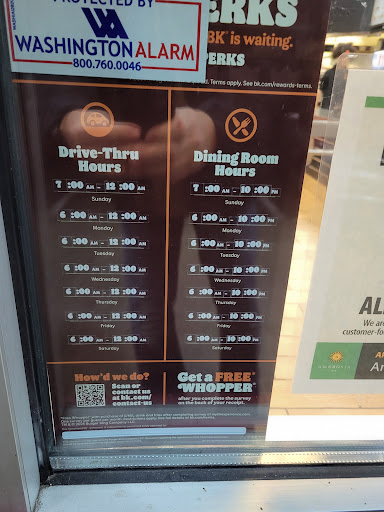 PROTECTED BY
WA
WASHINGTON ALARM
800.760.0046
ERKS
BK® is waiting.
PERKS
Terms apply. See bk.com/rewards-terms.
Drive-Thru
Hours
7 :00 AM - 12 :00 AM
Sunday
6 :00 AM - 12 :00 AM
Monday
6 :00 AM - 12 :00 AM
Tuesday
6 :00 AM - 12 :00 AM
Wednesday
6 :00 AM - 12 :00 AM
Thursday
6 :00 AM - 12 :00 AM
Friday
6 :00 AM - 12 :00 AM
Saturday
Dining Room
Hours
7 :00 AM - 10 :00 PM
Sunday
6 :00 AM - 10 :00 PM
Monday
6 :00 AM - 10 :00 PM
Tuesday
6 :00 AM - 10 :00 PM
Wednesday
6 :00 AM - 10 :00 PM
Thursday
6 :00 AM - 10 :00 PM
Friday
6 :00 AM - 10 :00 PM
Saturday
How'd we do?
Scan or
contact us
at bk.com/
contact-us
Get a FREE*
WHOPPER®
after you complete the survey
on the back of your receipt.
AL
We are
customer-fo